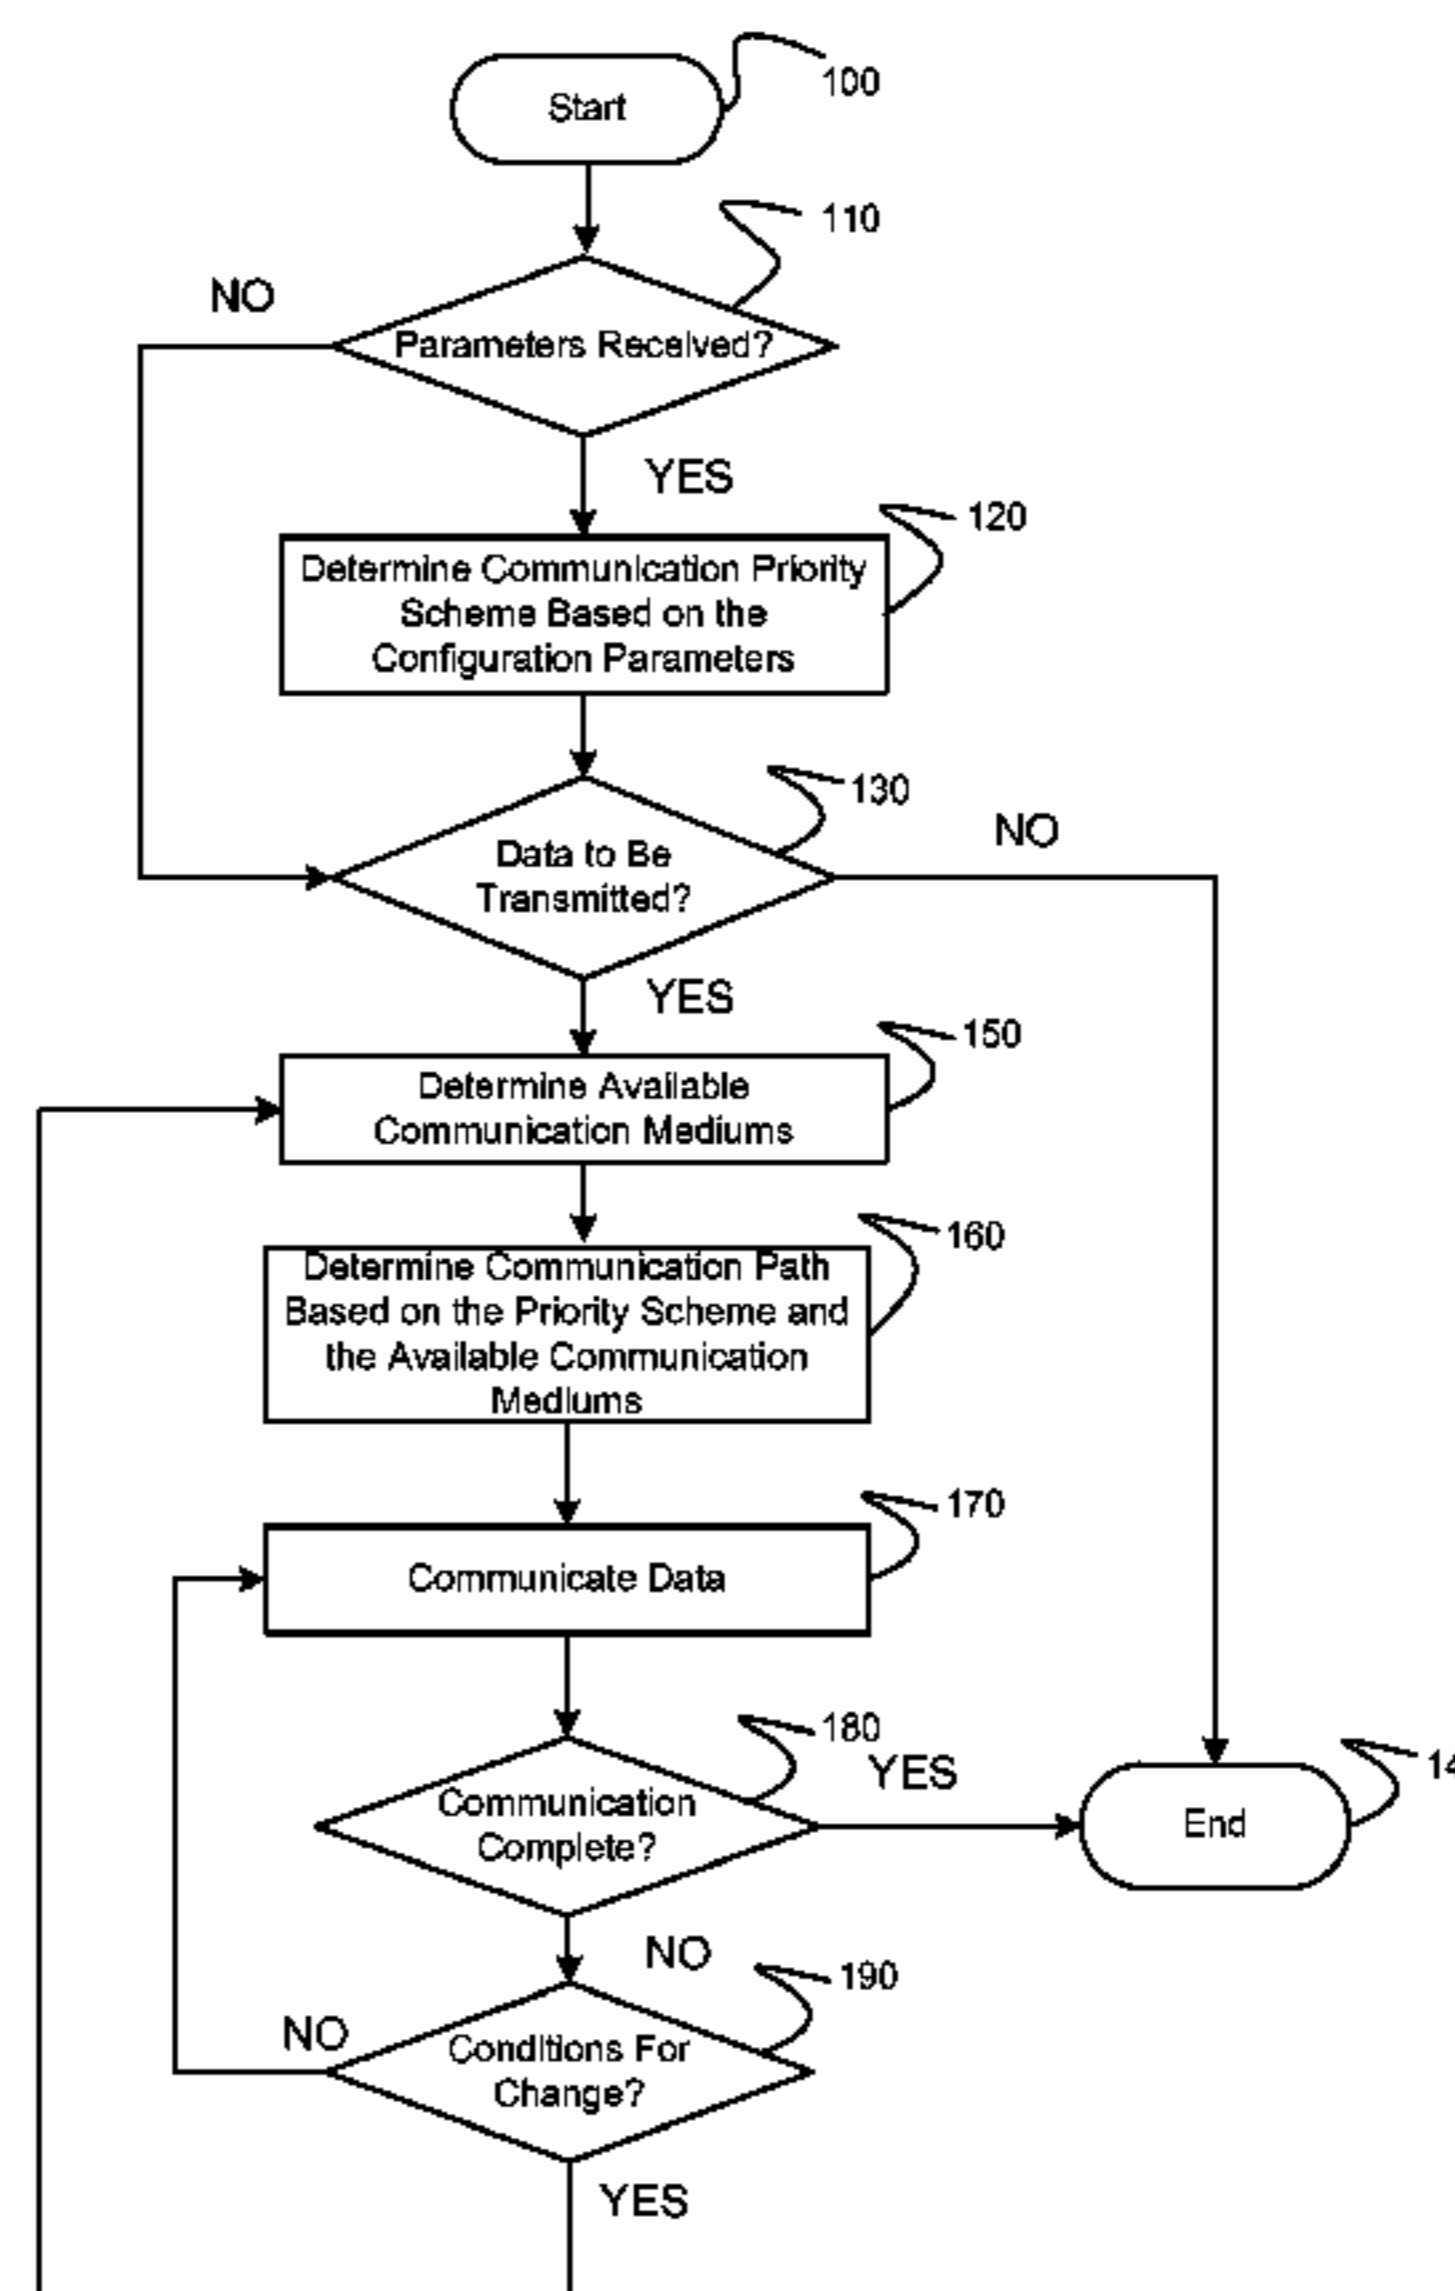 Start
100
110
NO
Parameters Received?
YES
120
Determine Communication Priority
Scheme Based on the
Configuration Parameters
130
NO
Data to Be
Transmitted?
YES
150
Determine Available
Communication Mediums
160
Determine Communication Path
Based on the Priority Scheme and
the Available Communication
Mediums
170
Communicate Data
180
YES
Communication
Complete?
End
NO
190
NO
Conditions For
Change?
YES